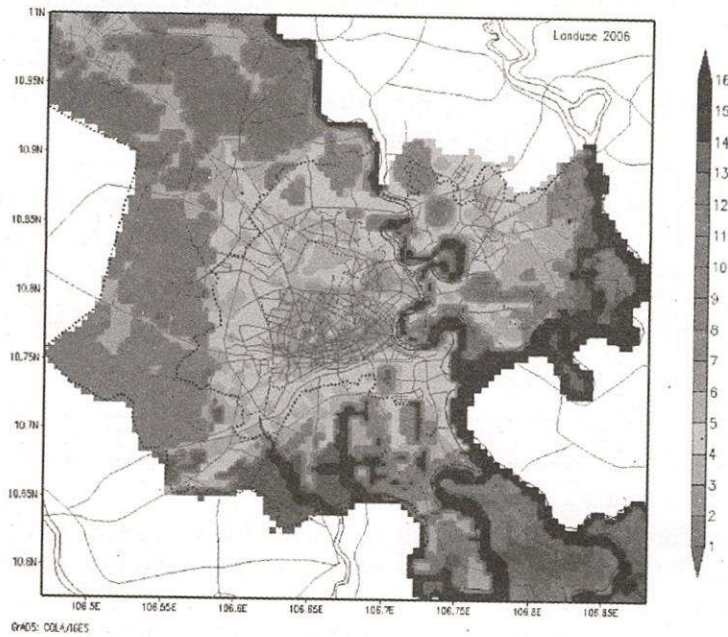 11N
Landuse 2006
10.95N
10.9N
10.85N
10.8N
10.75N
10.7N
10.65N
10.6N
106.5E 106.55E 106.6E 106.65E 106.7E 106.75E 106.8E 106.85E
16
15
14
13
12
11
10
9
8
7
6
5
4
3
2
1
GrADS: COLA/IGES